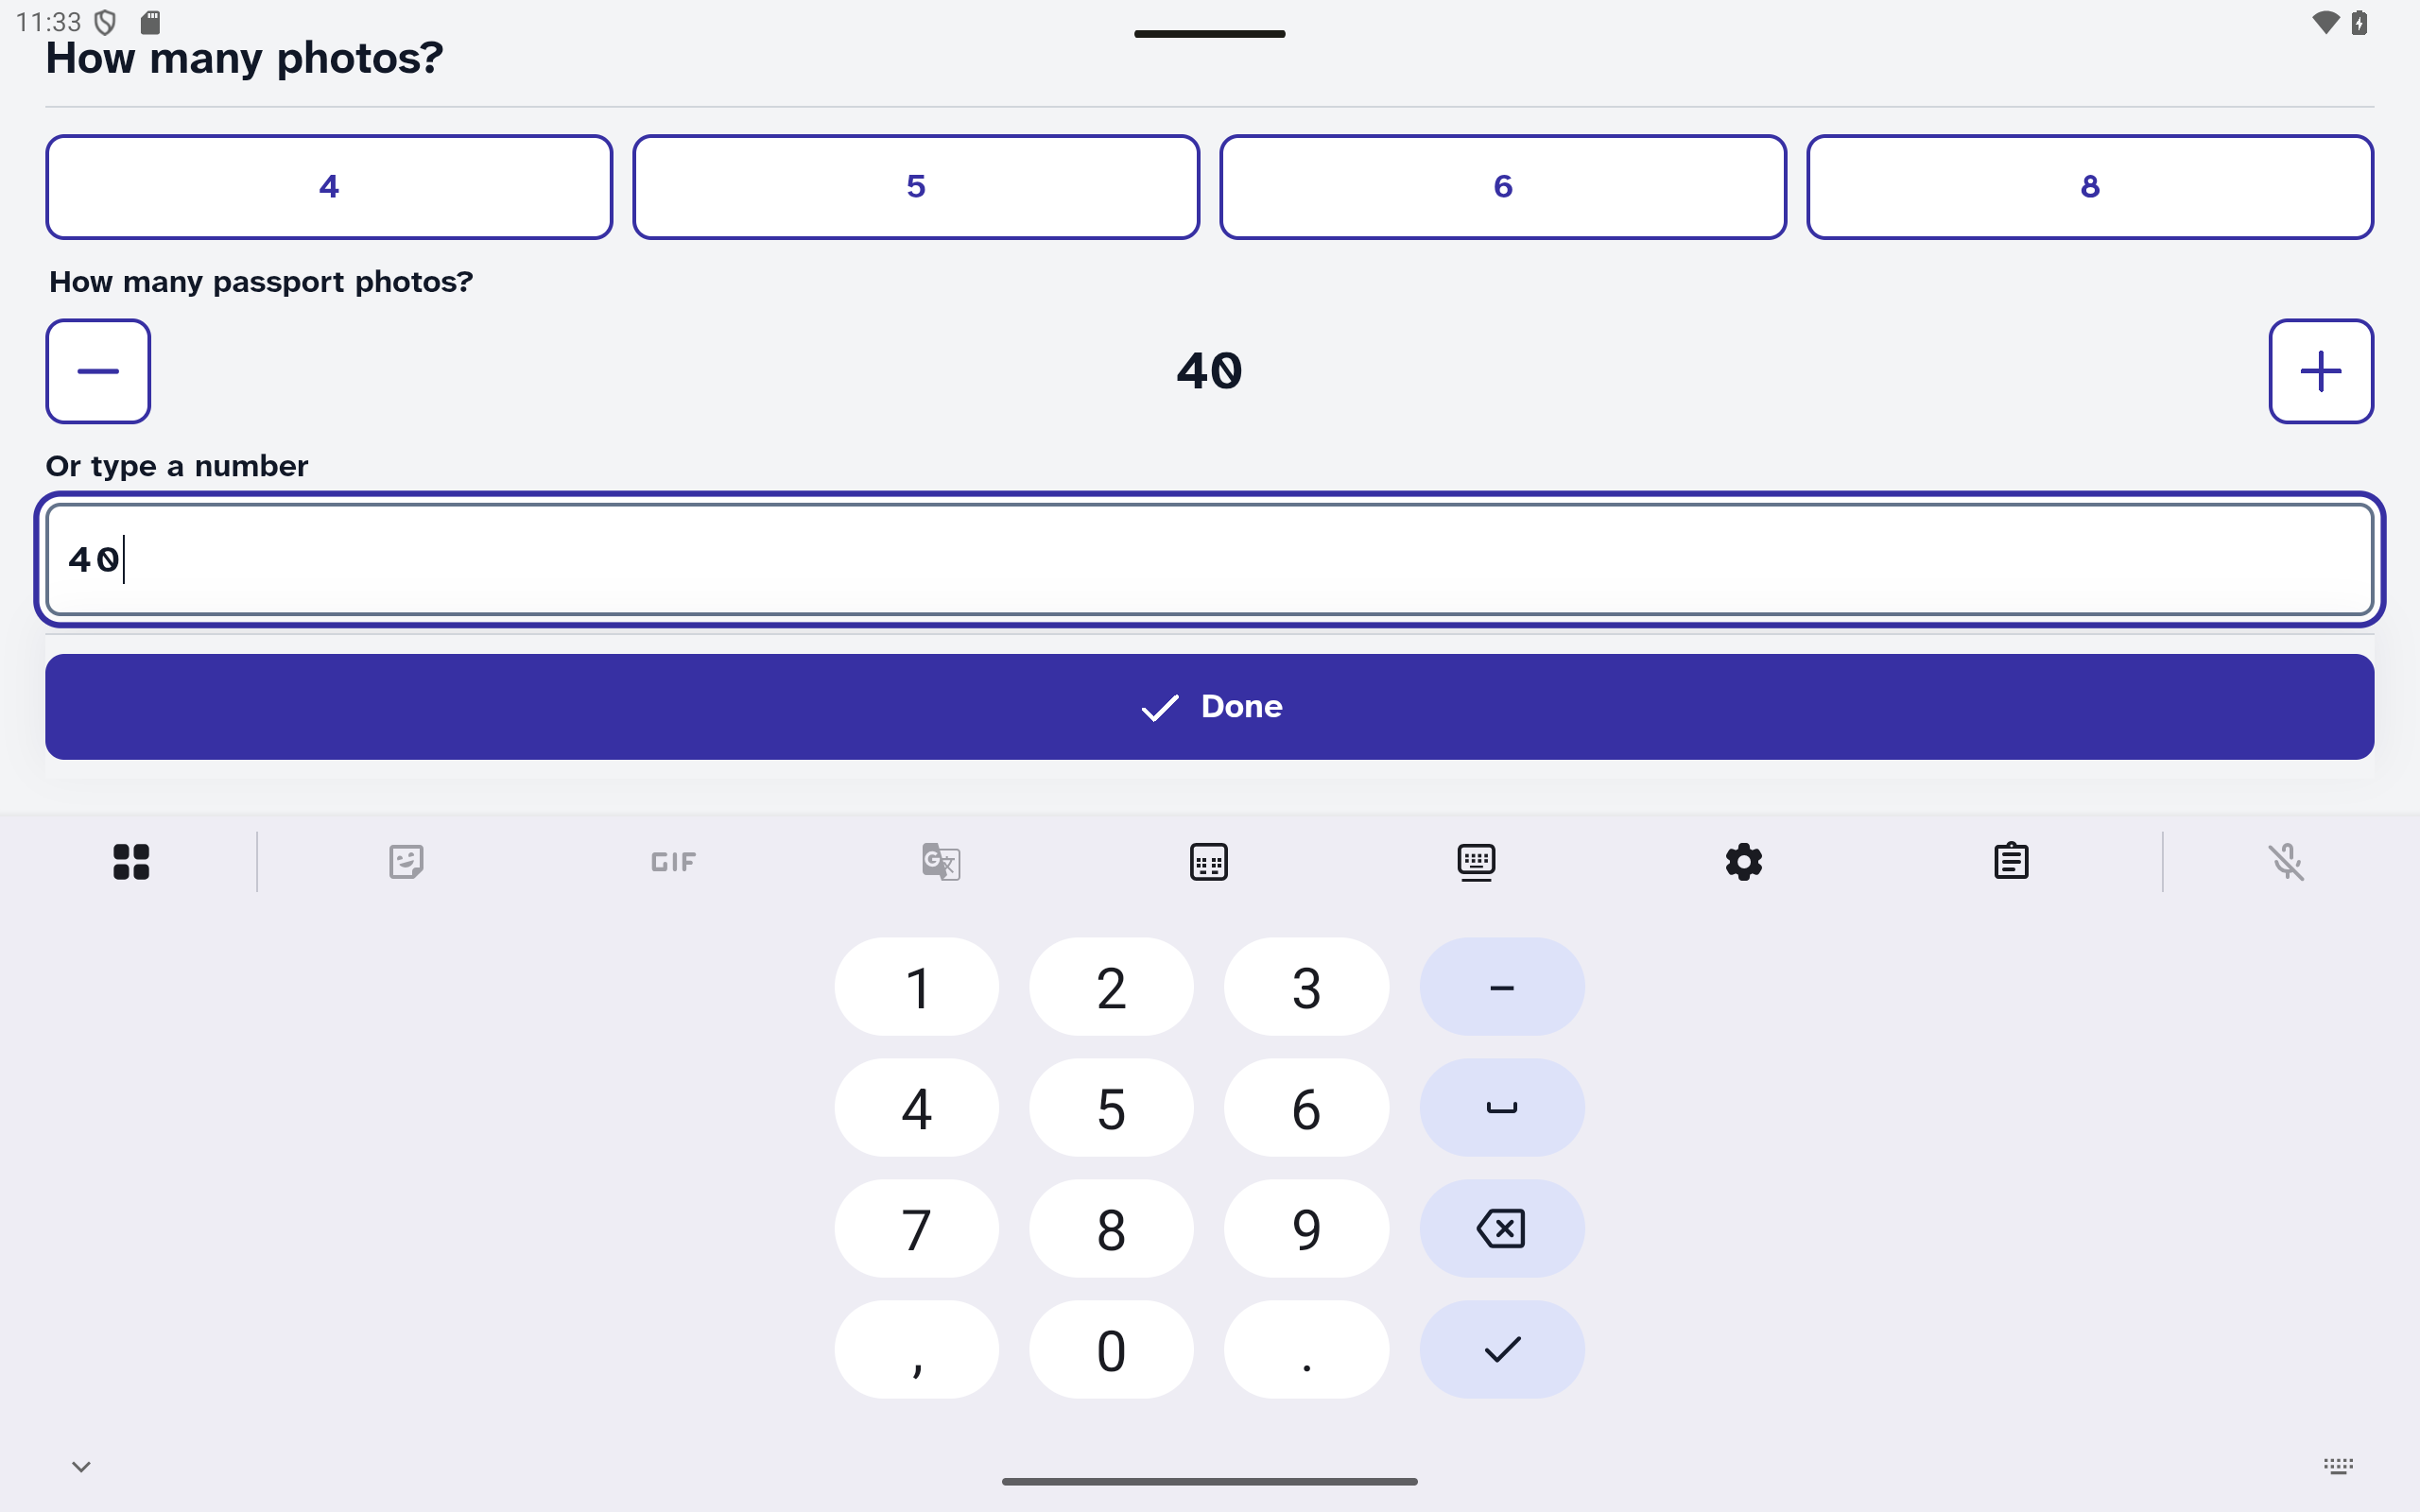 11:33
How many photos?
4 5 6 8
How many passport photos?
40
Or type a number
40
Done
GIF
1 2 3 –
4 5 6
7 8 9
, 0 .